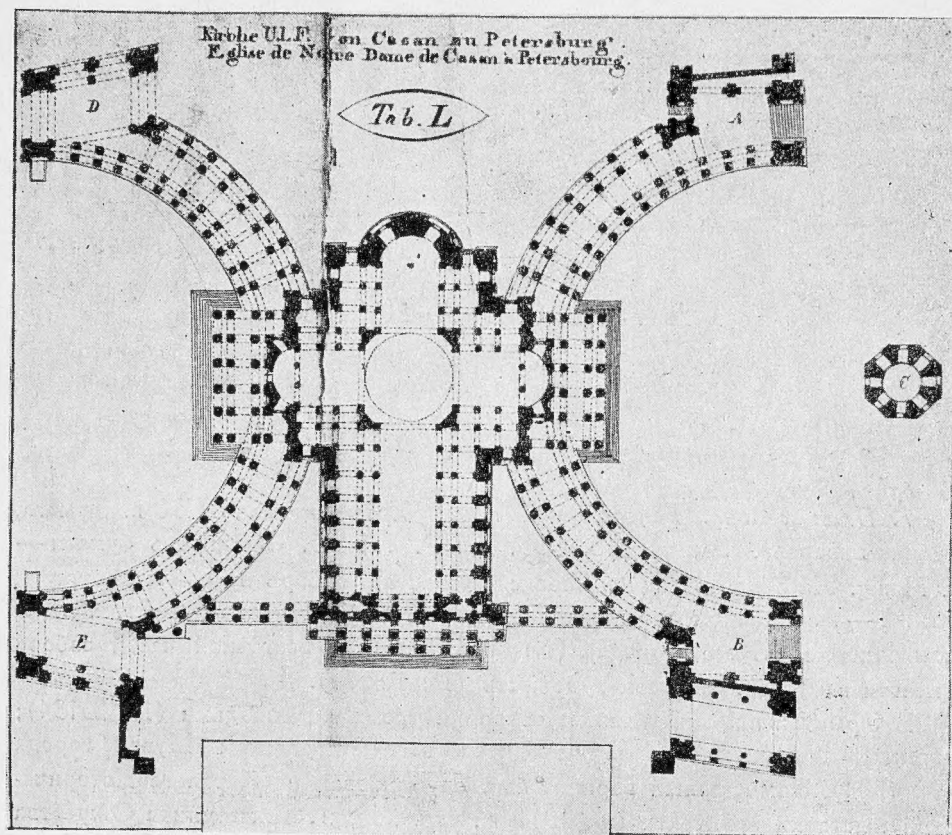 Kirche U.L.F. von Casan zu Petersburg.
Eglise de Notre Dame de Casan à Petersbourg.
Tab. L
D
A
C
E
B